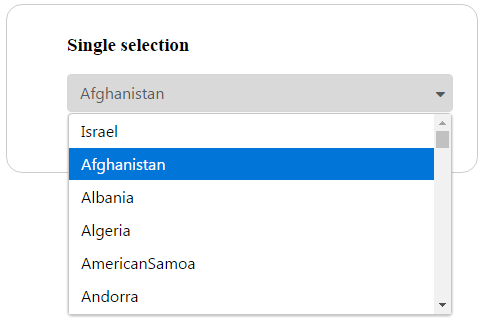 Single selection
Afghanistan
Israel
Afghanistan
Albania
Algeria
AmericanSamoa
Andorra